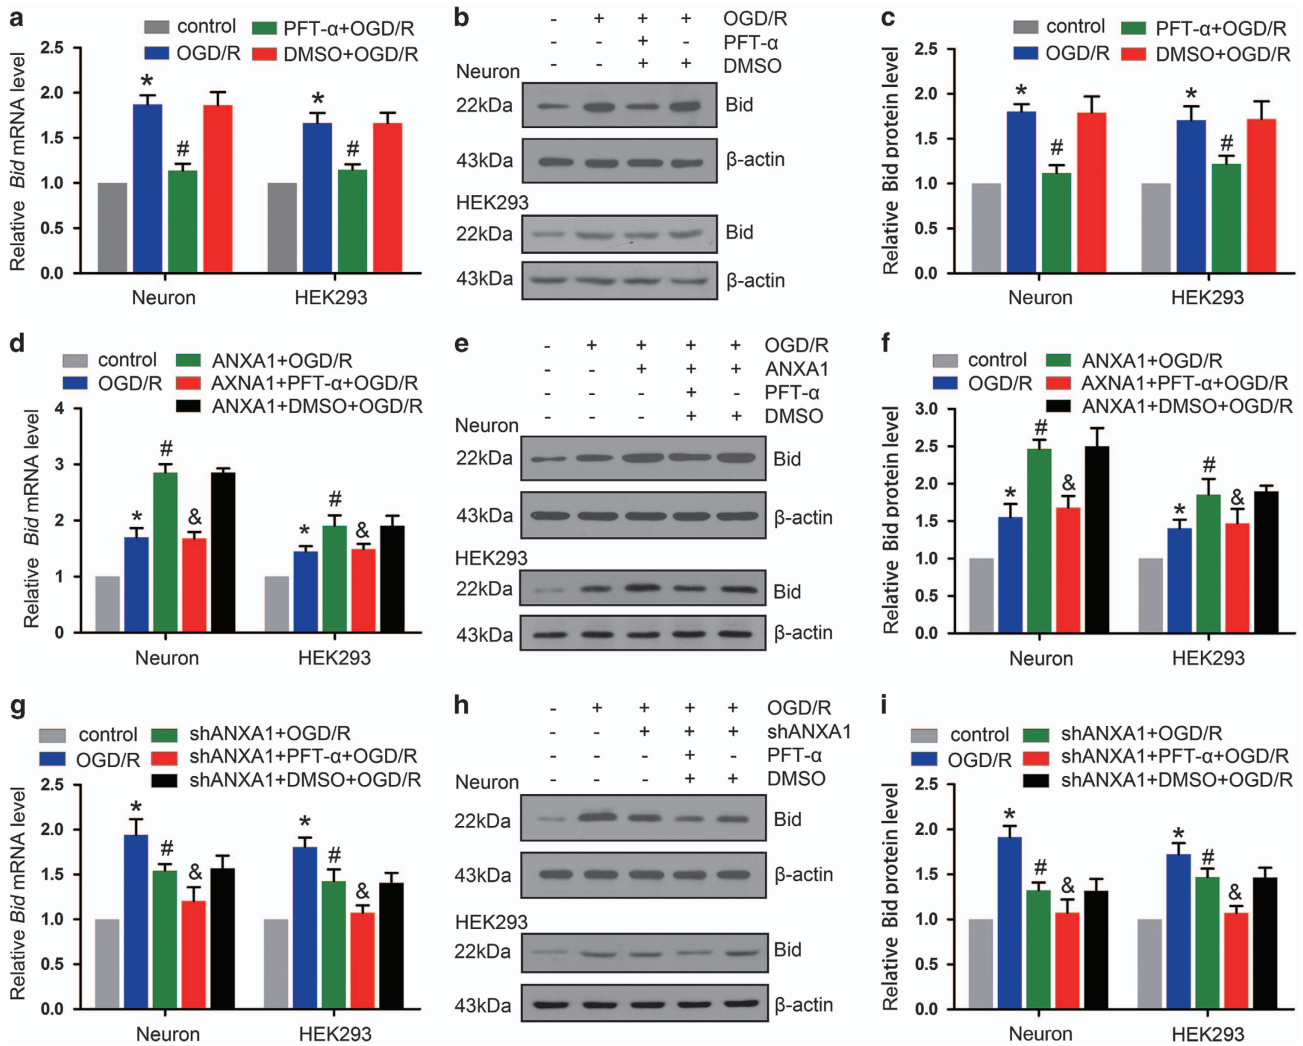 a
control
PFT-α+OGD/R
OGD/R
DMSO+OGD/R
Relative Bid mRNA level
2.5
2.0
1.5
1.0
0.5
0.0
* # * #
Neuron HEK293
b
- + + + OGD/R
- - + - PFT-α
- - + + DMSO
Neuron
22kDa Bid
43kDa β-actin
HEK293
22kDa Bid
43kDa β-actin
c
control
PFT-α+OGD/R
OGD/R
DMSO+OGD/R
Relative Bid protein level
2.5
2.0
1.5
1.0
0.5
0.0
* # * #
Neuron HEK293
d
control
ANXA1+OGD/R
OGD/R
AXNA1+PFT-α+OGD/R
ANXA1+DMSO+OGD/R
Relative Bid mRNA level
4
3
2
1
0
* # & * # &
Neuron HEK293
e
- + + + + OGD/R
- - + + + ANXA1
- - - + - PFT-α
- - - + + DMSO
Neuron
22kDa Bid
43kDa β-actin
HEK293
22kDa Bid
43kDa β-actin
f
control
ANXA1+OGD/R
OGD/R
AXNA1+PFT-α+OGD/R
ANXA1+DMSO+OGD/R
Relative Bid protein level
3.0
2.5
2.0
1.5
1.0
0.5
0.0
* # & * # &
Neuron HEK293
g
control
shANXA1+OGD/R
OGD/R
shANXA1+PFT-α+OGD/R
shANXA1+DMSO+OGD/R
Relative Bid mRNA level
2.5
2.0
1.5
1.0
0.5
0.0
* # & * # &
Neuron HEK293
h
- + + + + OGD/R
- - + + + shANXA1
- - - + - PFT-α
- - - + + DMSO
Neuron
22kDa Bid
43kDa β-actin
HEK293
22kDa Bid
43kDa β-actin
i
control
shANXA1+OGD/R
OGD/R
shANXA1+PFT-α+OGD/R
shANXA1+DMSO+OGD/R
Relative Bid protein level
2.5
2.0
1.5
1.0
0.5
0.0
* # & * # &
Neuron HEK293